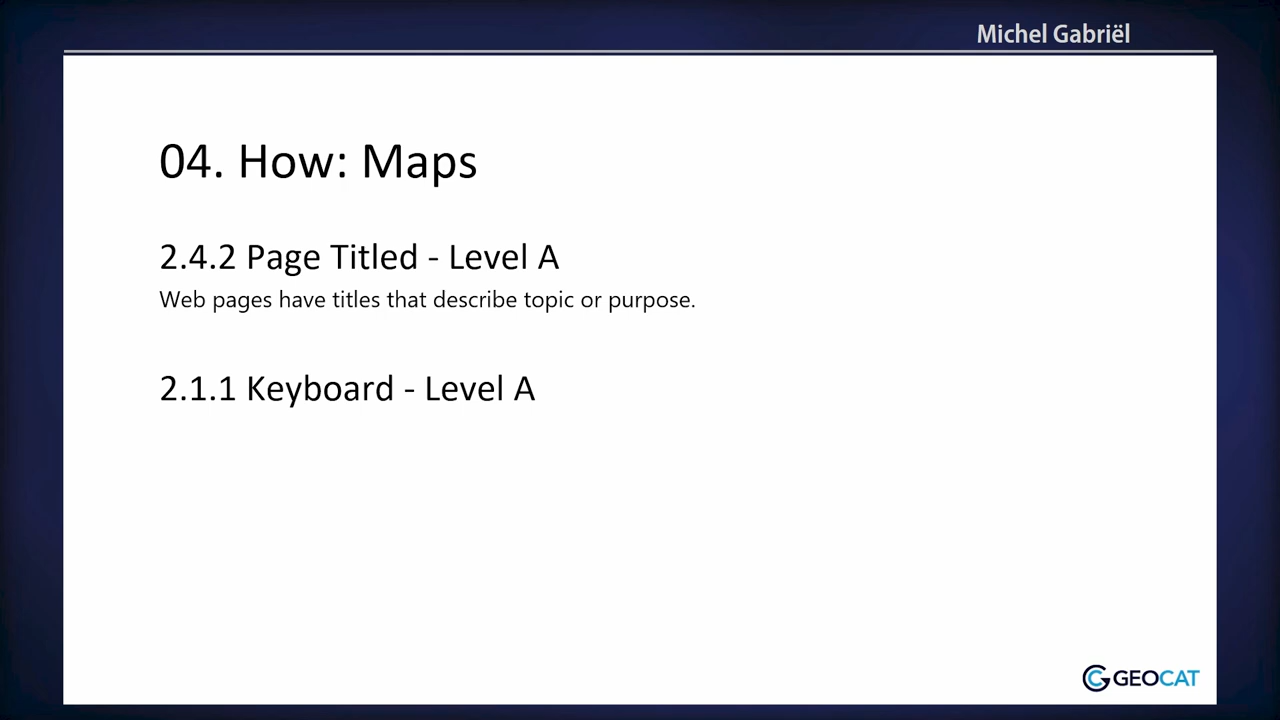 Michel Gabriël
04. How: Maps
2.4.2 Page Titled - Level A
Web pages have titles that describe topic or purpose.
2.1.1 Keyboard - Level A
GEOCAT